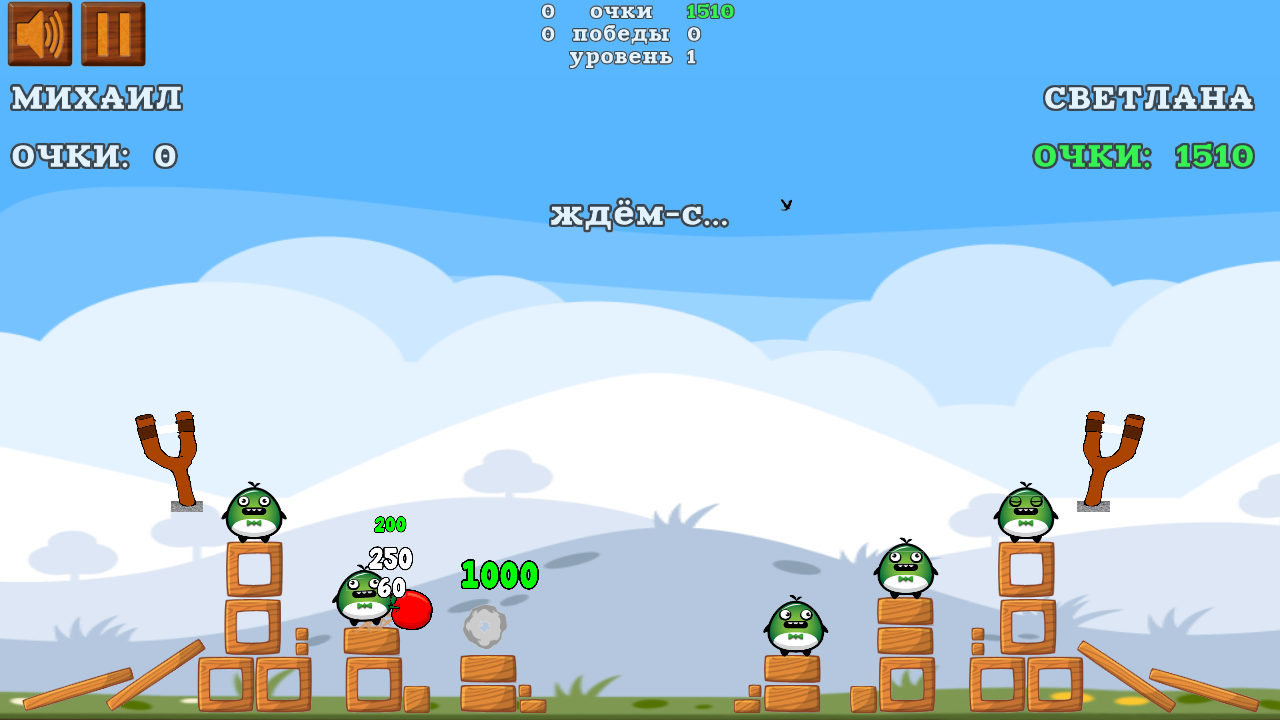 0 очки 1510
0 победы 0
уровень 1
МИХАИЛ
СВЕТЛАНА
ОЧКИ: 0
ОЧКИ: 1510
ждём-с...
200
250
60
1000